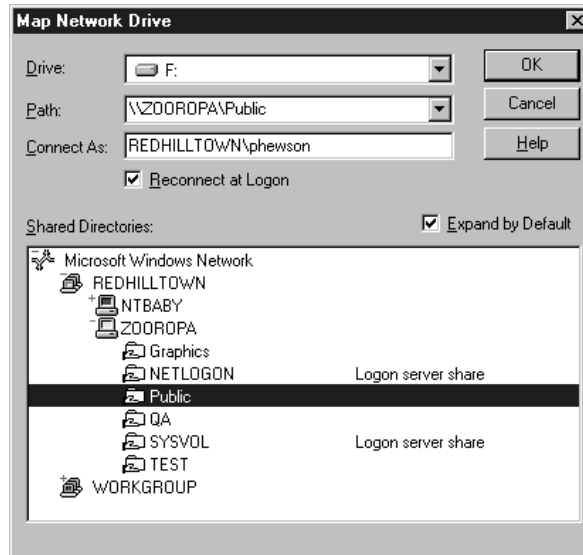 Map Network Drive
Drive: F: OK
Path: \\ZOOROPA\Public Cancel
Connect As: REDHILLTOWN\phewson Help
Reconnect at Logon
Shared Directories: Expand by Default
Microsoft Windows Network
REDHILLTOWN
NTBABY
ZOOROPA
Graphics
NETLOGON Logon server share
Public
QA
SYSVOL Logon server share
TEST
WORKGROUP